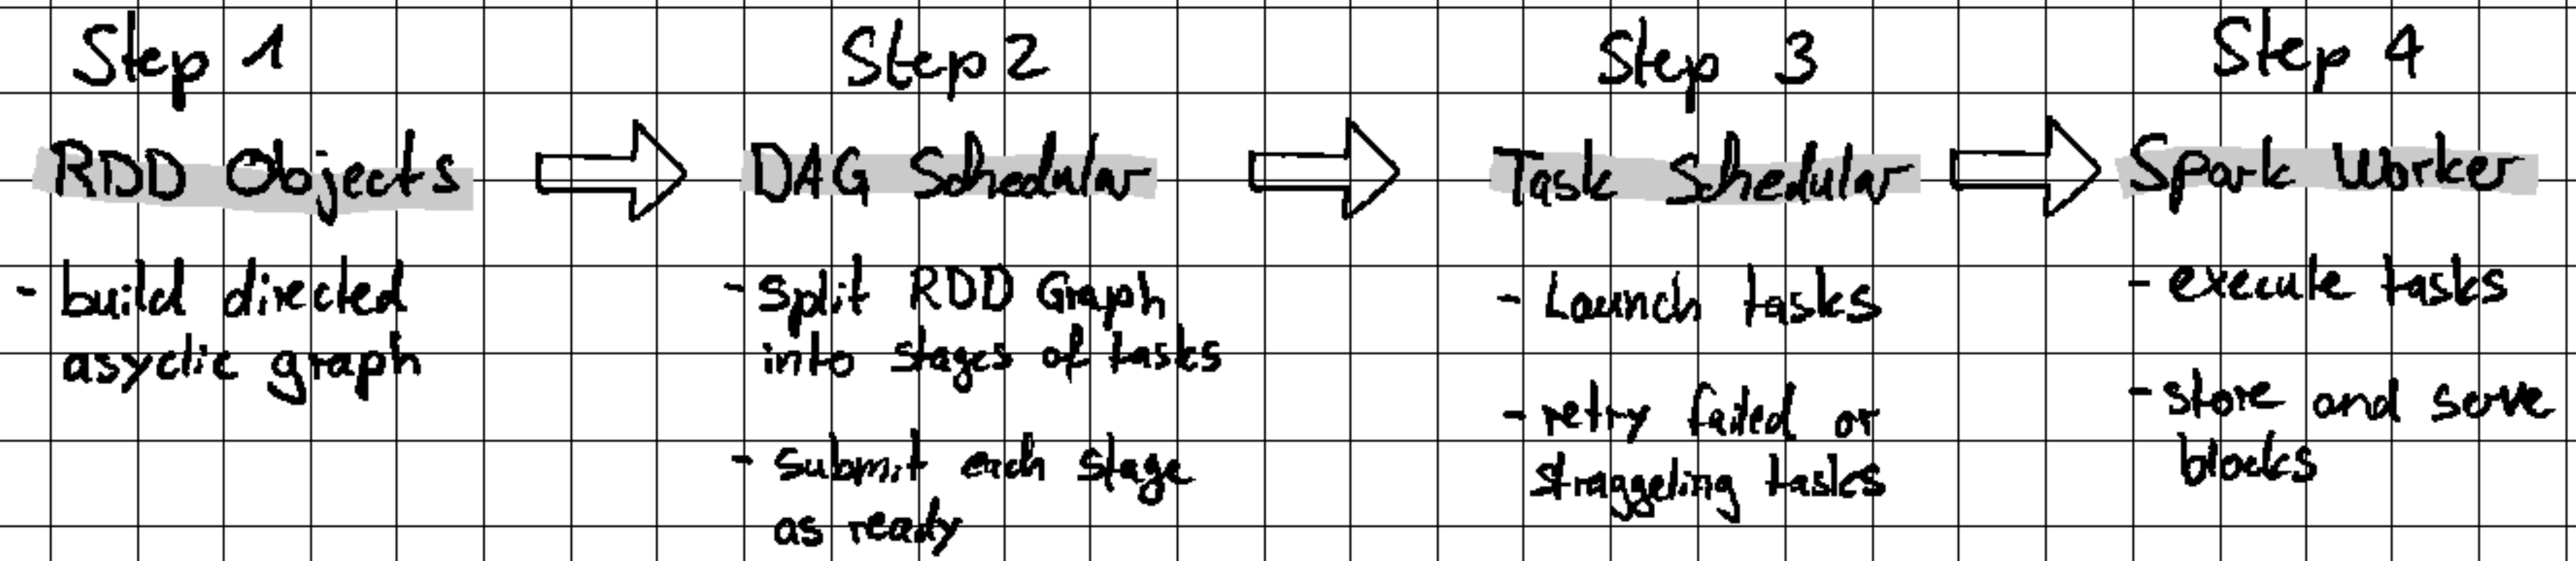 Step 1
RDD Objects
- build directed
asyclic graph
Step 2
DAG Schedular
- split RDD Graph
into stages of tasks
- submit each stage
as ready
Step 3
Task Schedular
- Launch tasks
- retry failed or
straggeling tasks
Step 4
Spark Worker
- execute tasks
- store and serve
blocks